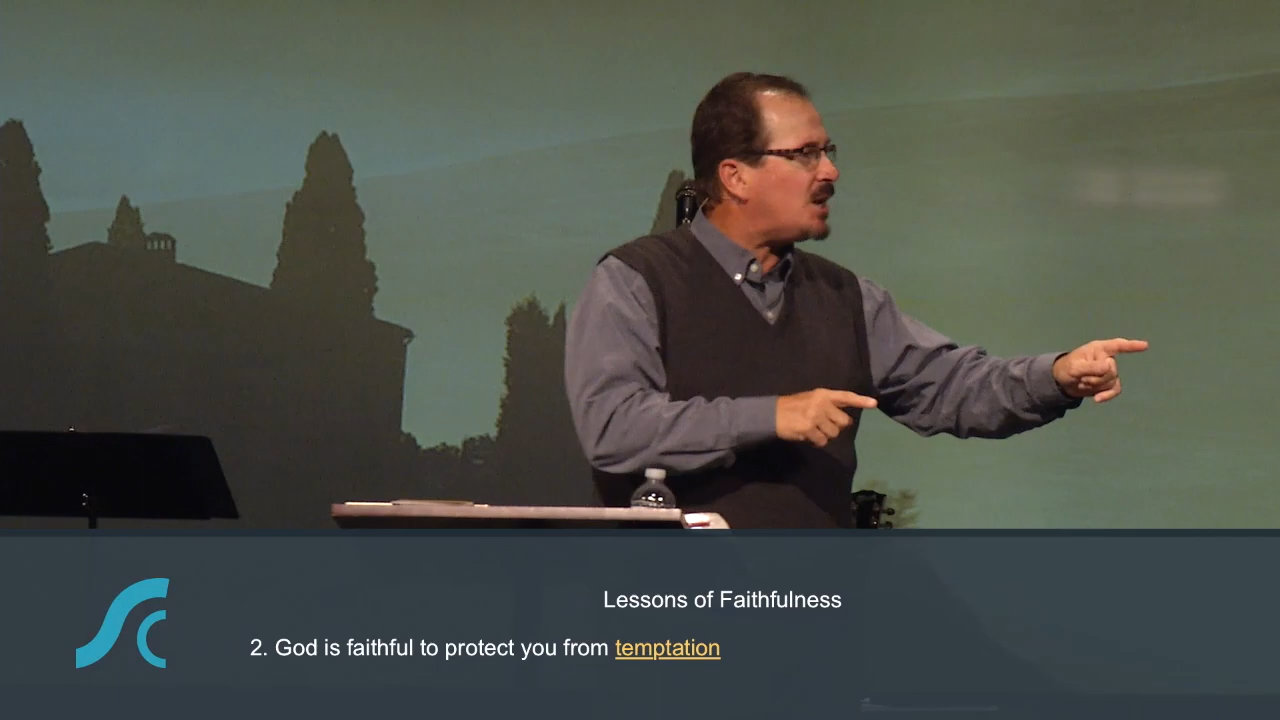 Lessons of Faithfulness
2. God is faithful to protect you from temptation